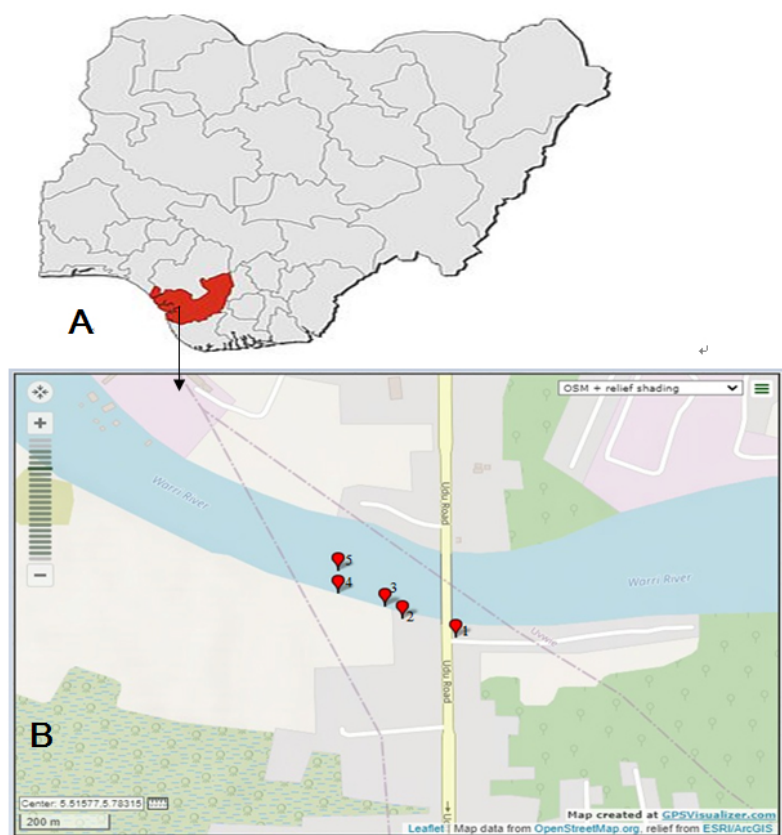 A
OSM + relief shading
Warri River
Udu Road
5
4
3
2
1
Warri River
Uvwie
Udu Road
B
Center: 5.51577,5.78315
200 m
Map created at GPSVisualizer.com
Leaflet | Map data from OpenStreetMap.org, relief from ESRI/ArcGIS